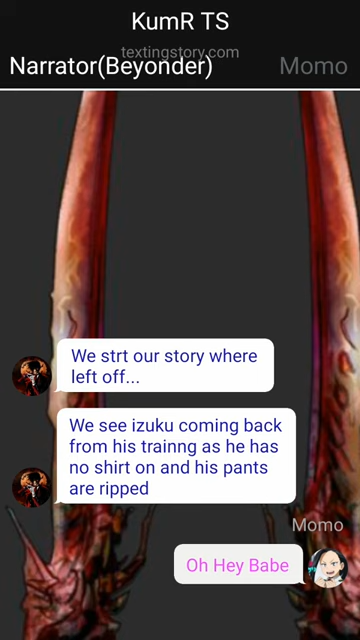 KumR TS
textingstory.com
Narrator(Beyonder) Momo
We strt our story where
left off...
We see izuku coming back
from his trainng as he has
no shirt on and his pants
are ripped
Momo
Oh Hey Babe